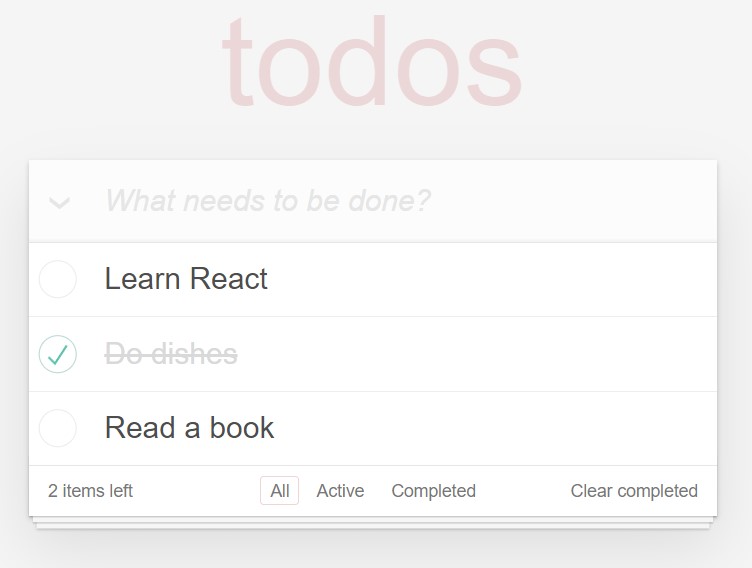 todos
What needs to be done?
Learn React
Do dishes
Read a book
2 items left All Active Completed Clear completed